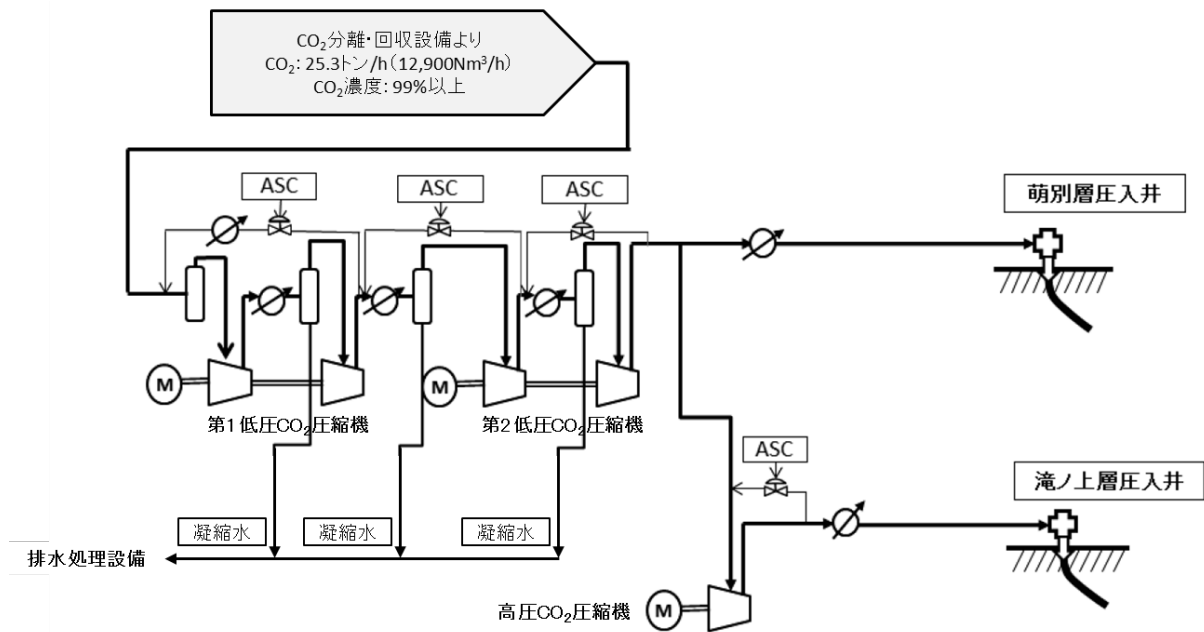 CO₂分離・回収設備より
CO₂：25.3トン/h（12,900Nm³/h）
CO₂濃度：99%以上
ASC
ASC
ASC
萌別層圧入井
M
M
第1低圧CO₂圧縮機
第2低圧CO₂圧縮機
ASC
滝ノ上層圧入井
凝縮水
凝縮水
凝縮水
排水処理設備
高圧CO₂圧縮機
M